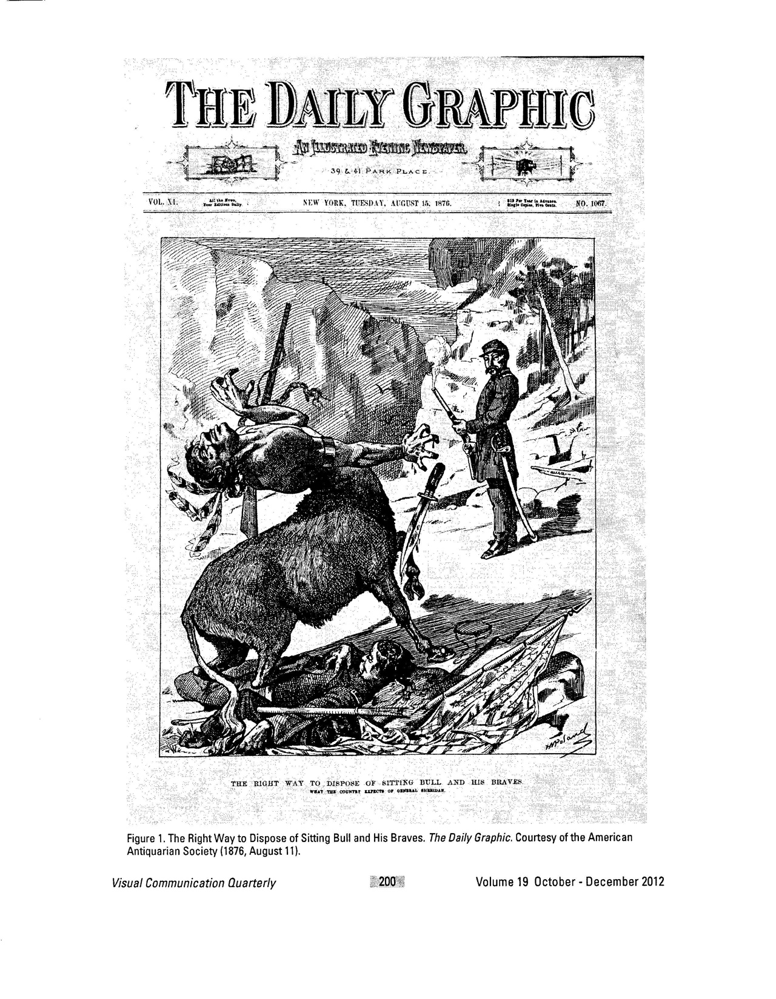 THE DAILY GRAPHIC
AN ILLUSTRATED EVENING NEWSPAPER.
39 & 41 PARK PLACE.
VOL. XI.
All the News,
Four Editions Daily.
NEW YORK, TUESDAY, AUGUST 15, 1876.
$12 Per Year in Advance.
Single Copies, Five Cents.
NO. 1067.
HPoland
THE RIGHT WAY TO DISPOSE OF SITTING BULL AND HIS BRAVES.
WHAT THE COUNTRY EXPECTS OF GENERAL SHERIDAN.
Figure 1. The Right Way to Dispose of Sitting Bull and His Braves. The Daily Graphic. Courtesy of the American
Antiquarian Society (1876, August 11).
Visual Communication Quarterly
200
Volume 19 October - December 2012